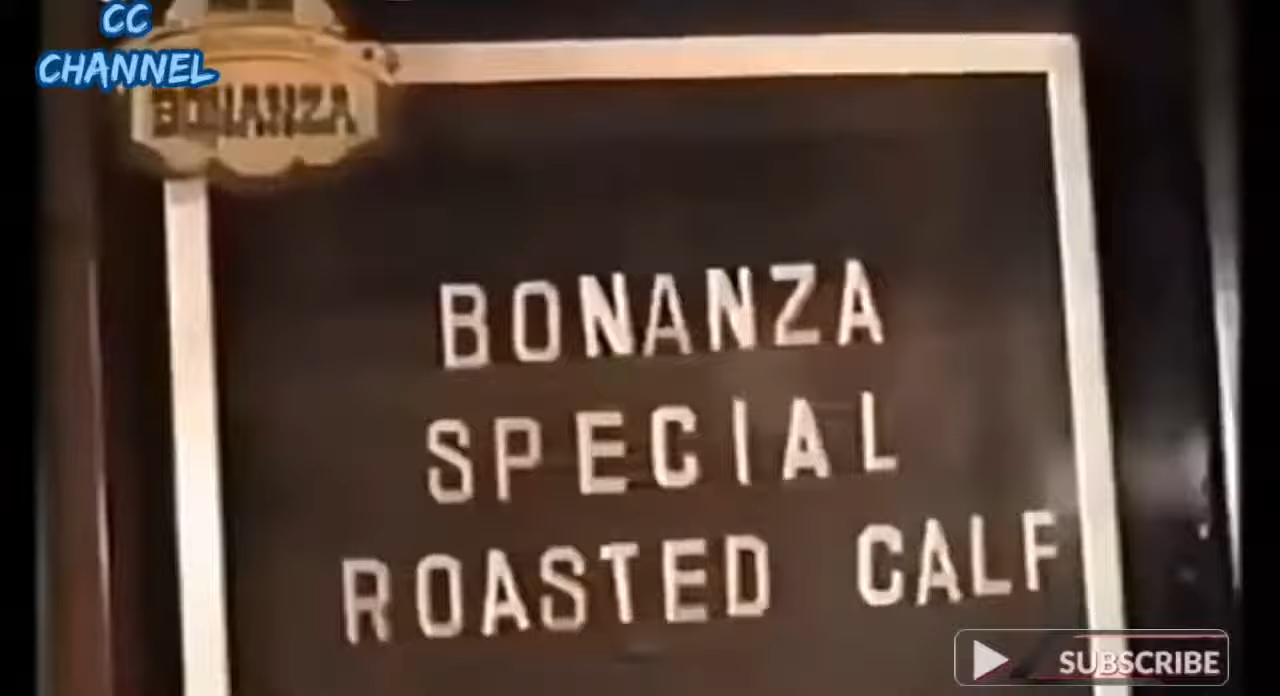 CC
CHANNEL
BONANZA
BONANZA
SPECIAL
ROASTED CALF
SUBSCRIBE